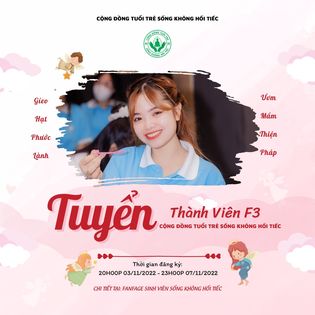 CỘNG ĐỒNG TUỔI TRẺ SỐNG KHÔNG HỐI TIẾC
Gieo
Hạt
Phước
Lành
Ươm
Mầm
Thiện
Pháp
Tuyển
Thành Viên F3
CỘNG ĐỒNG TUỔI TRẺ SỐNG KHÔNG HỐI TIẾC
Thời gian đăng ký:
20H00P 03/11/2022 - 23H00P 07/11/2022
CHI TIẾT TẠI: FANFAGE SINH VIÊN SỐNG KHÔNG HỐI TIẾC